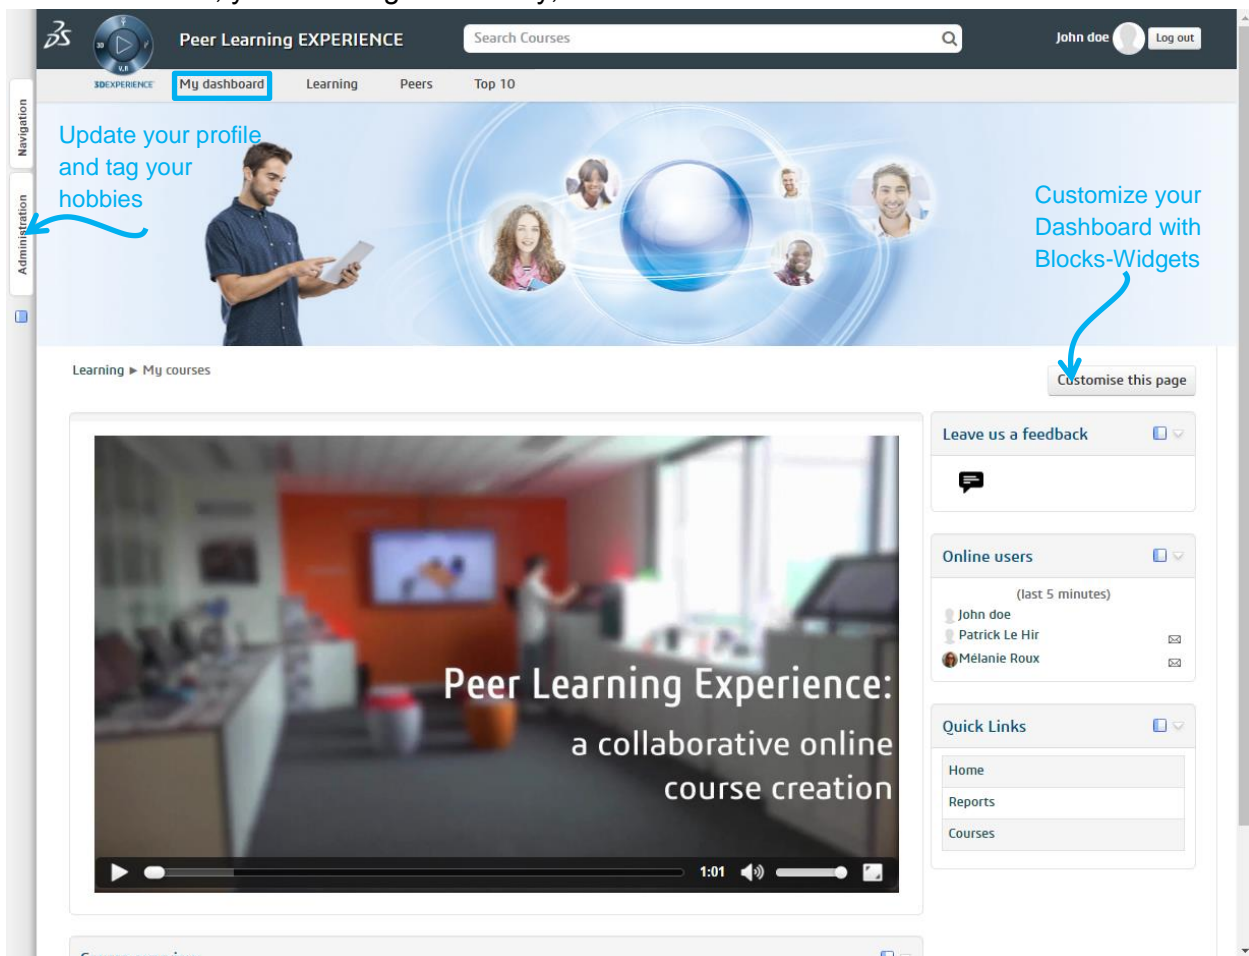 Peer Learning EXPERIENCE
Search Courses
John doe
Log out
3DEXPERIENCE
My dashboard
Learning
Peers
Top 10
Navigation
Administration
Update your profile
and tag your
hobbies
Customize your
Dashboard with
Blocks-Widgets
Learning ► My courses
Customise this page
Peer Learning Experience:
a collaborative online
course creation
1:01
Leave us a feedback
Online users
(last 5 minutes)
John doe
Patrick Le Hir
Mélanie Roux
Quick Links
Home
Reports
Courses